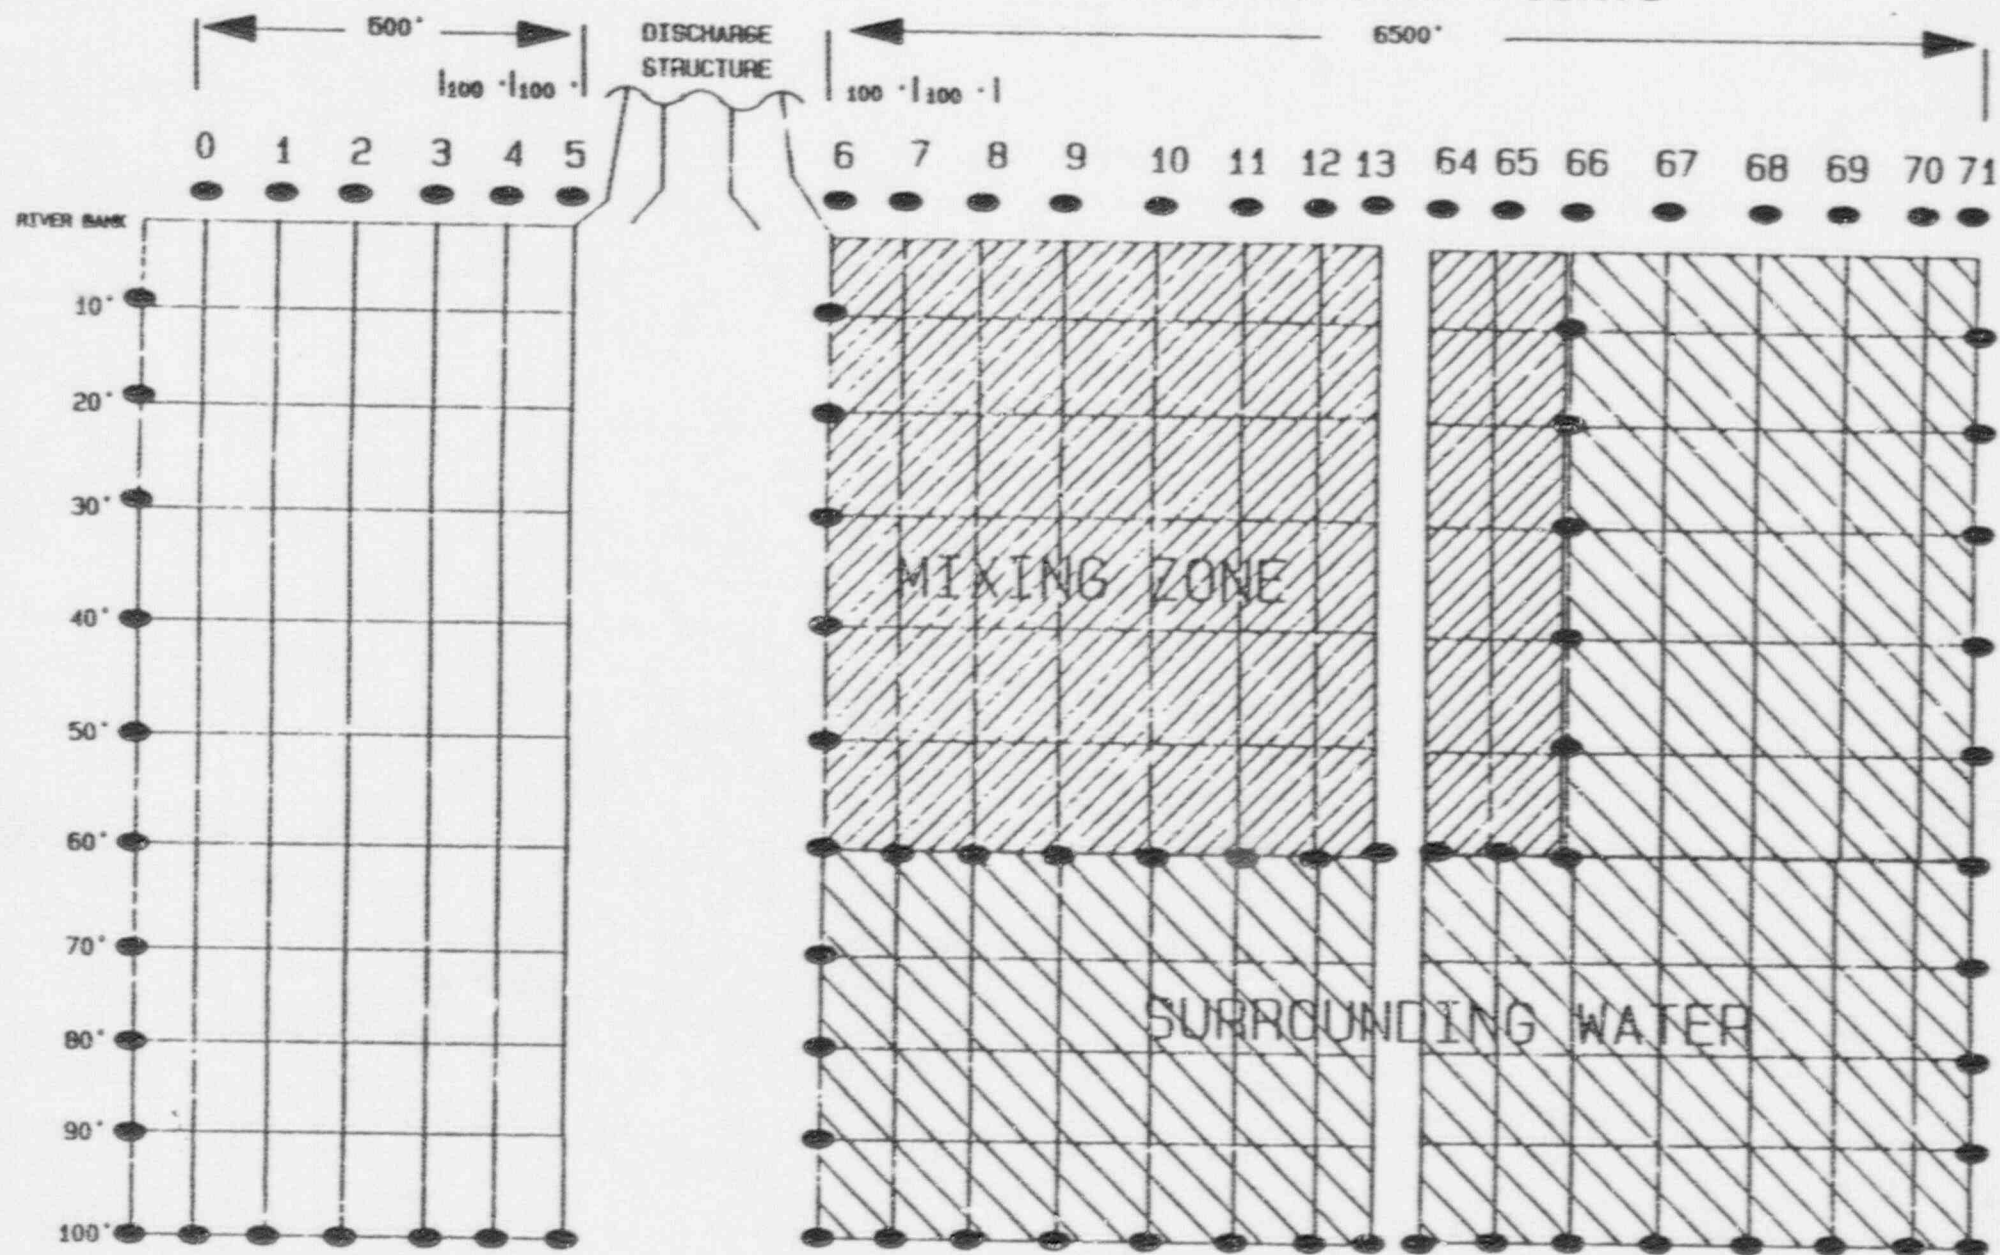 500'
DISCHARGE
STRUCTURE
6500'
100 '
100 '
100 '
100 '
0 1 2 3 4 5
6 7 8 9 10 11 12 13 64 65 66 67 68 69 70 71
RIVER BANK
10'
20'
30'
40'
50'
60'
70'
80'
90'
100'
MIXING ZONE
SURROUNDING WATER